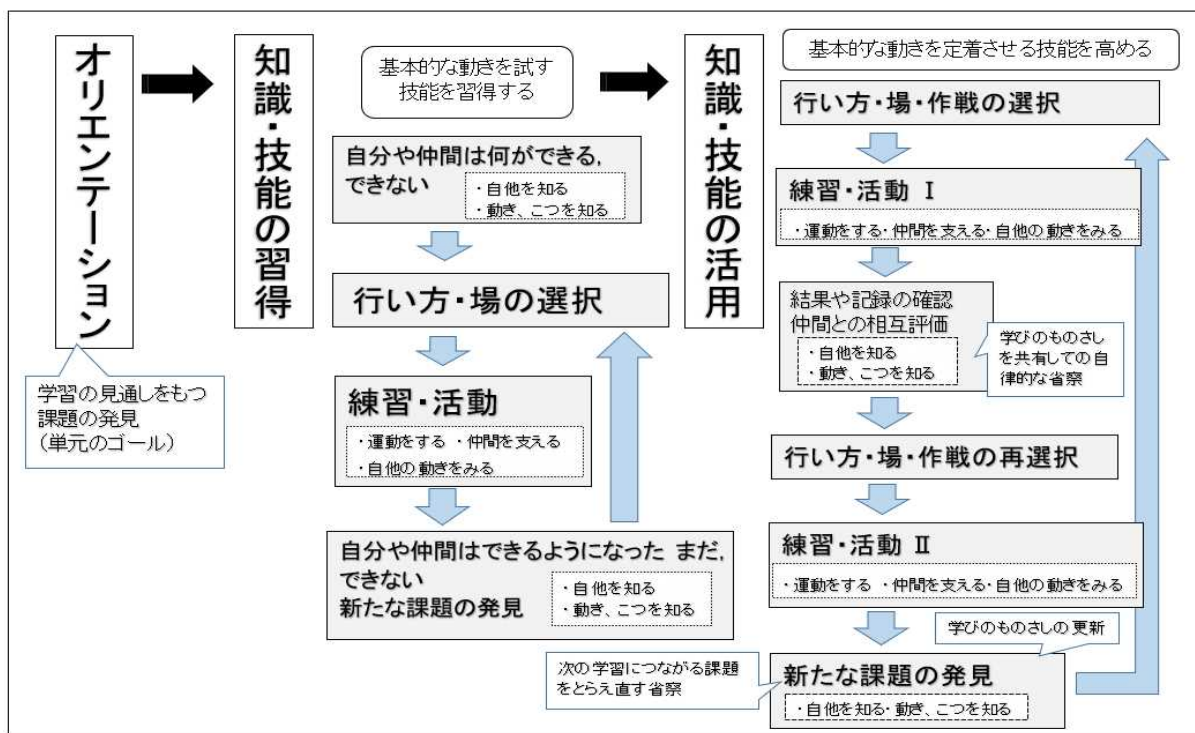 オリエンテーション
学習の見通しをもつ
課題の発見
(単元のゴール)
知識・技能の習得
基本的な動きを試す
技能を習得する
自分や仲間は何ができる,
できない
・自他を知る
・動き、こつを知る
行い方・場の選択
練習・活動
・運動をする ・仲間を支える
・自他の動きをみる
自分や仲間はできるようになった まだ,
できない
新たな課題の発見
・自他を知る
・動き、こつを知る
知識・技能の活用
基本的な動きを定着させる技能を高める
行い方・場・作戦の選択
練習・活動 Ⅰ
・運動をする・仲間を支える・自他の動きをみる
結果や記録の確認
仲間との相互評価
・自他を知る
・動き、こつを知る
学びのものさし
を共有しての自
律的な省察
行い方・場・作戦の再選択
練習・活動 Ⅱ
・運動をする ・仲間を支える・自他の動きをみる
学びのものさしの更新
次の学習につながる課題
をとらえ直す省察
新たな課題の発見
・自他を知る・動き、こつを知る